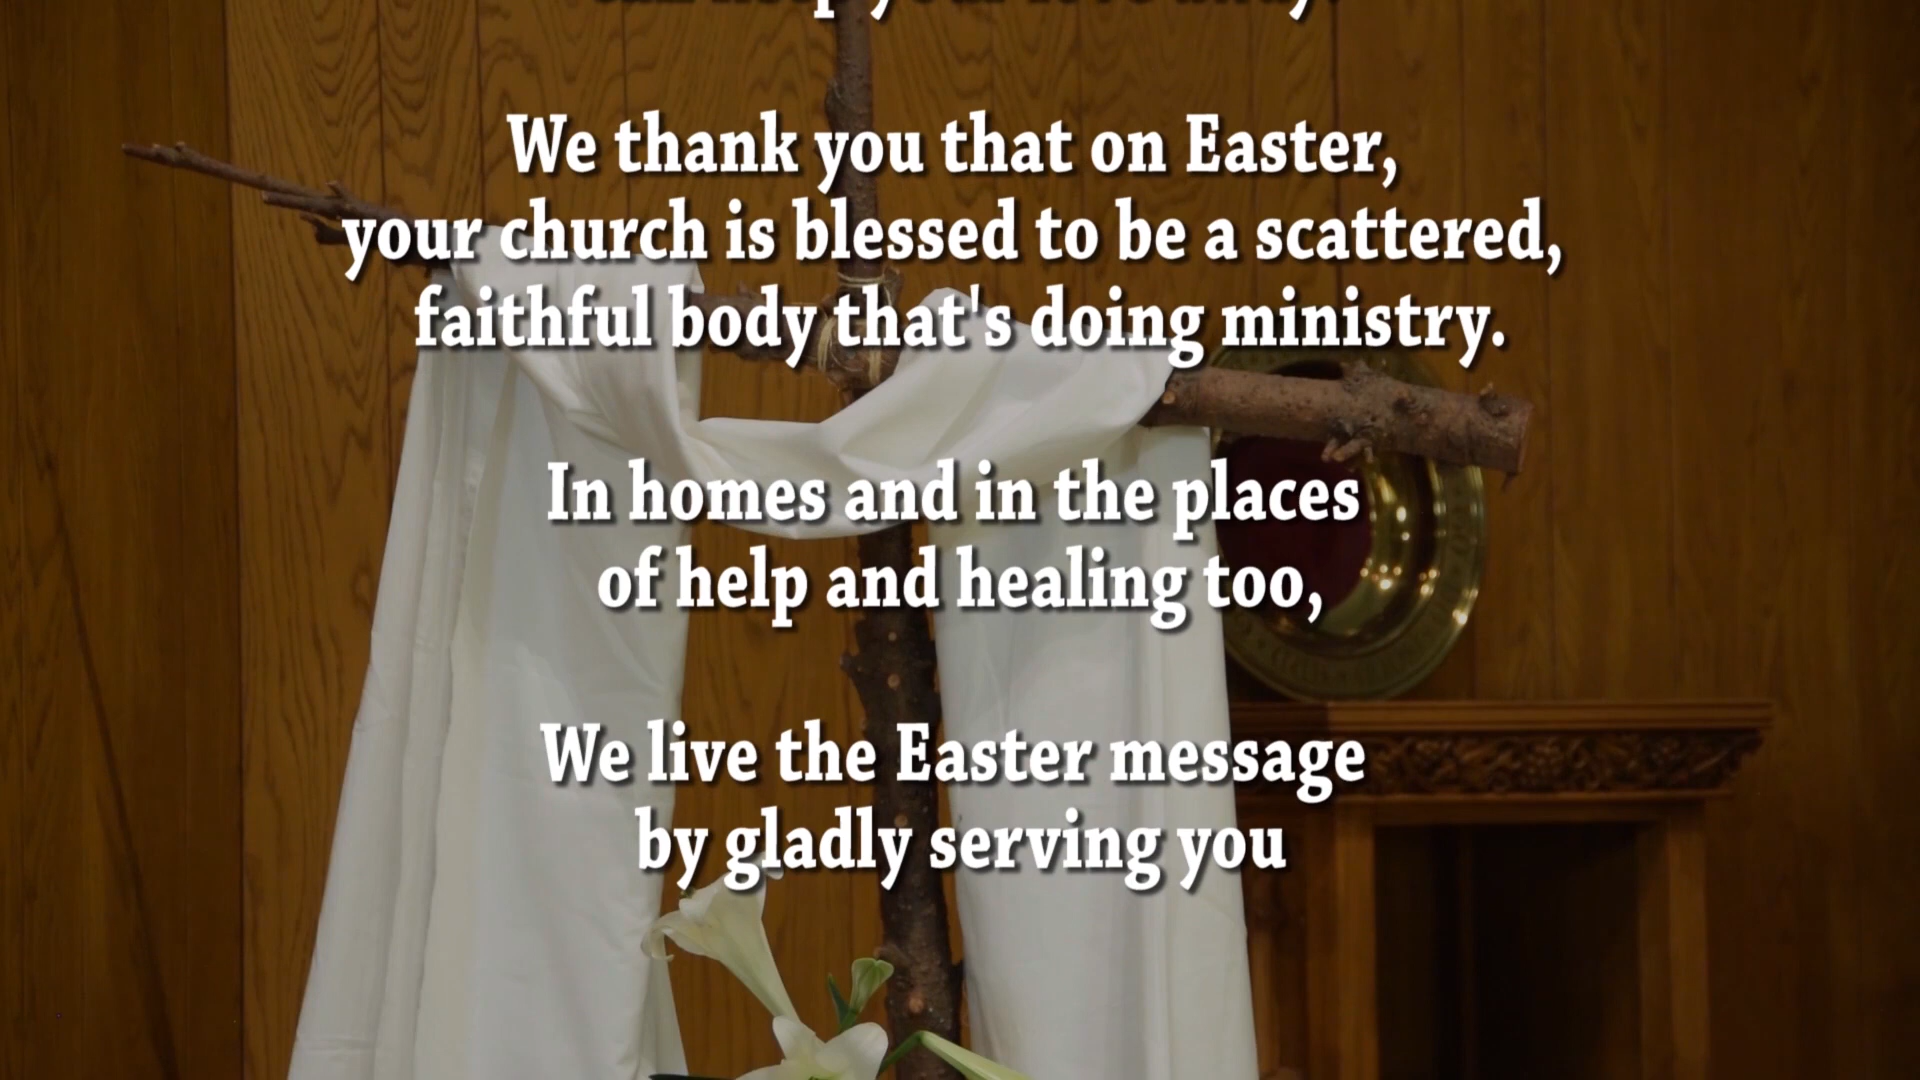 We thank you that on Easter,
your church is blessed to be a scattered,
faithful body that's doing ministry.
In homes and in the places
of help and healing too,
We live the Easter message
by gladly serving you